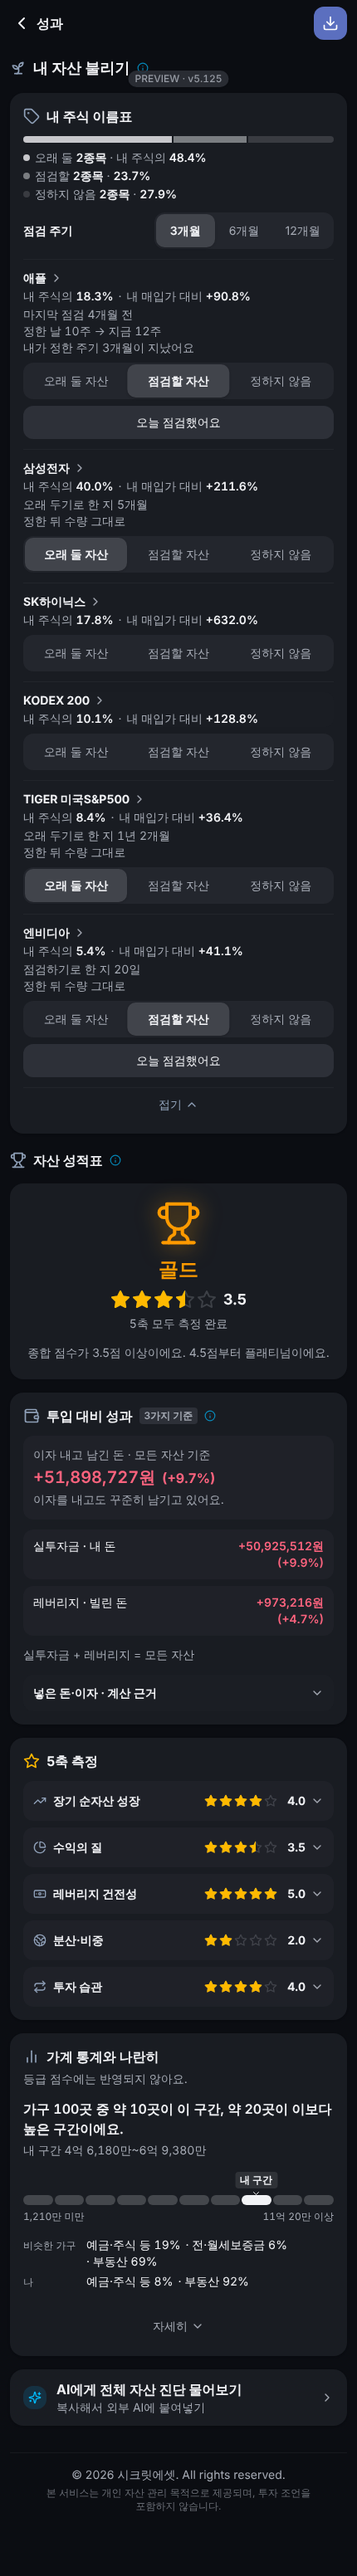 성과
내 자산 불리기
PREVIEW · v5.125
내 주식 이름표
오래 둘 2종목 · 내 주식의 48.4%
점검할 2종목 · 23.7%
정하지 않음 2종목 · 27.9%
점검 주기 3개월 6개월 12개월
애플
내 주식의 18.3% · 내 매입가 대비 +90.8%
마지막 점검 4개월 전
정한 날 10주 → 지금 12주
내가 정한 주기 3개월이 지났어요
오래 둘 자산 점검할 자산 정하지 않음
오늘 점검했어요
삼성전자
내 주식의 40.0% · 내 매입가 대비 +211.6%
오래 두기로 한 지 5개월
정한 뒤 수량 그대로
오래 둘 자산 점검할 자산 정하지 않음
SK하이닉스
내 주식의 17.8% · 내 매입가 대비 +632.0%
오래 둘 자산 점검할 자산 정하지 않음
KODEX 200
내 주식의 10.1% · 내 매입가 대비 +128.8%
오래 둘 자산 점검할 자산 정하지 않음
TIGER 미국S&P500
내 주식의 8.4% · 내 매입가 대비 +36.4%
오래 두기로 한 지 1년 2개월
정한 뒤 수량 그대로
오래 둘 자산 점검할 자산 정하지 않음
엔비디아
내 주식의 5.4% · 내 매입가 대비 +41.1%
점검하기로 한 지 20일
정한 뒤 수량 그대로
오래 둘 자산 점검할 자산 정하지 않음
오늘 점검했어요
접기
자산 성적표
골드
3.5
5축 모두 측정 완료
종합 점수가 3.5점 이상이에요. 4.5점부터 플래티넘이에요.
투입 대비 성과 3가지 기준
이자 내고 남긴 돈 · 모든 자산 기준
+51,898,727원 (+9.7%)
이자를 내고도 꾸준히 남기고 있어요.
실투자금 · 내 돈 +50,925,512원
(+9.9%)
레버리지 · 빌린 돈 +973,216원
(+4.7%)
실투자금 + 레버리지 = 모든 자산
넣은 돈·이자 · 계산 근거
5축 측정
장기 순자산 성장 4.0
수익의 질 3.5
레버리지 건전성 5.0
분산·비중 2.0
투자 습관 4.0
가계 통계와 나란히
등급 점수에는 반영되지 않아요.
가구 100곳 중 약 10곳이 이 구간, 약 20곳이 이보다
높은 구간이에요.
내 구간 4억 6,180만~6억 9,380만
내 구간
1,210만 미만 11억 20만 이상
비슷한 가구 예금·주식 등 19% · 전·월세보증금 6%
· 부동산 69%
나 예금·주식 등 8% · 부동산 92%
자세히
AI에게 전체 자산 진단 물어보기
복사해서 외부 AI에 붙여넣기
© 2026 시크릿에셋. All rights reserved.
본 서비스는 개인 자산 관리 목적으로 제공되며, 투자 조언을
포함하지 않습니다.